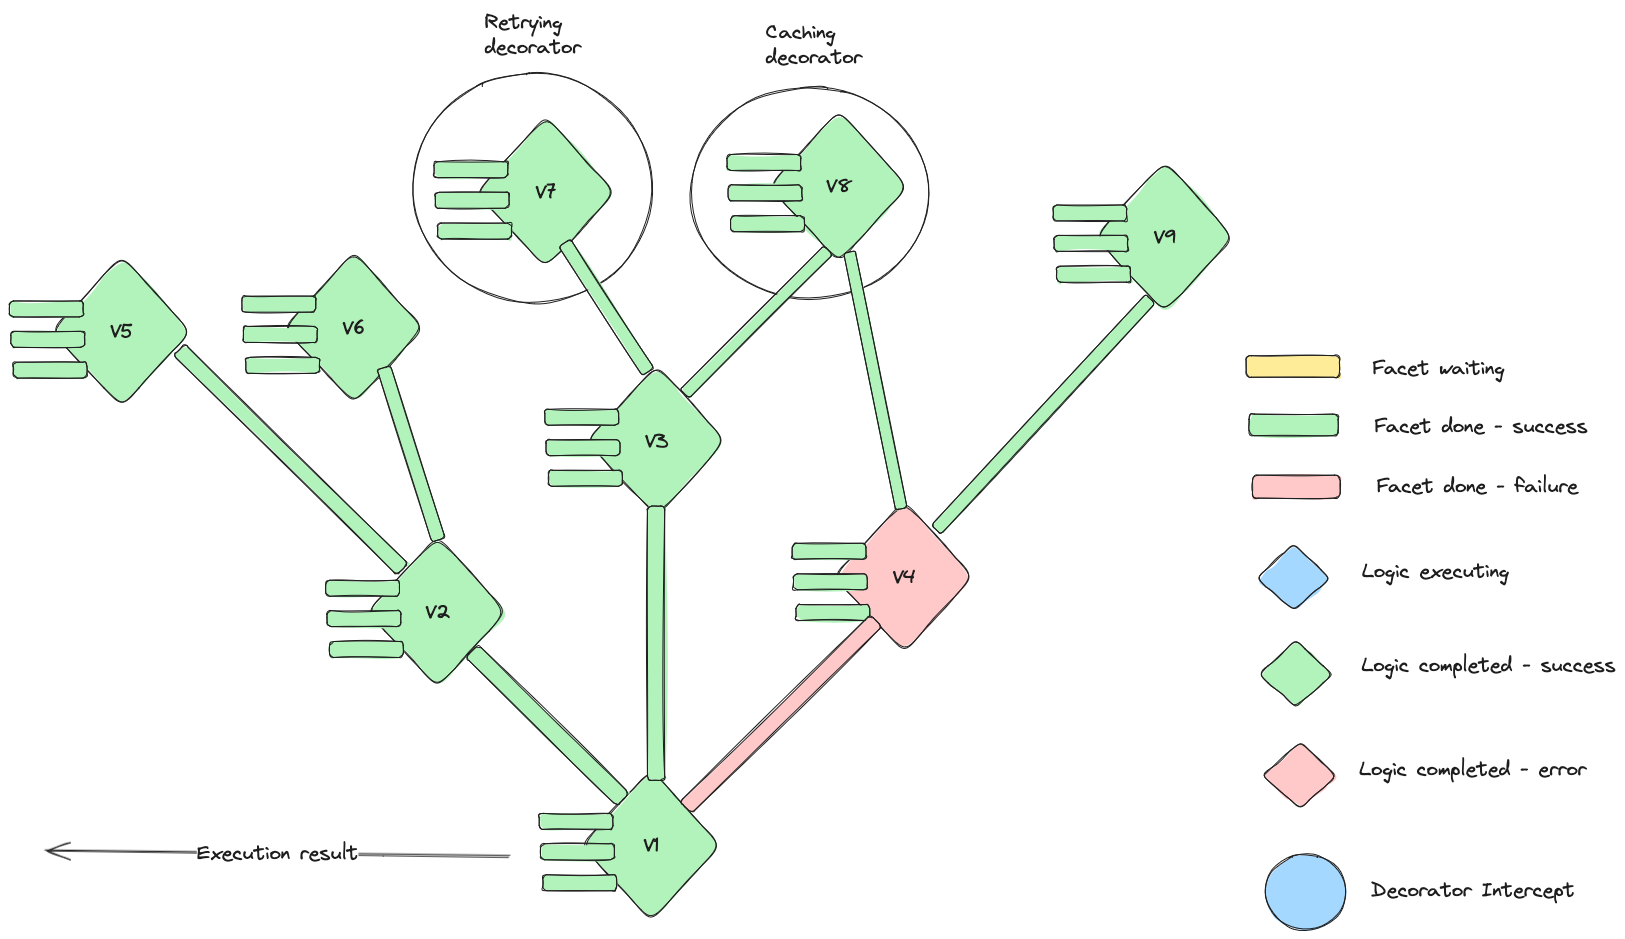 Retrying
decorator
Caching
decorator
V7
V8
V9
V5
V6
V3
V4
V2
V1
Execution result
Facet waiting
Facet done - success
Facet done - failure
Logic executing
Logic completed - success
Logic completed - error
Decorator Intercept